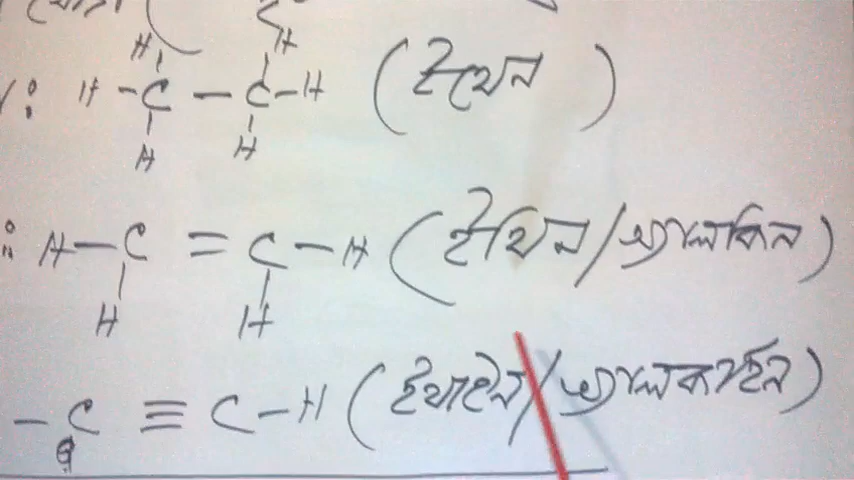 H H
H - C - C - H (ইথেন)
H H
H - C = C - H (ইথিন/অ্যালকিন)
H H
- C ≡ C - H (ইথাইন/অ্যালকাইন)